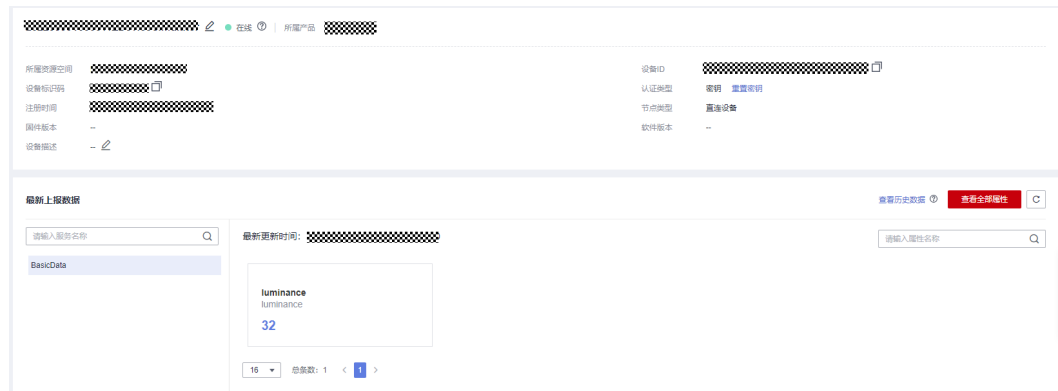 在线 所属产品
所属资源空间
设备ID
设备标识码
认证类型 密钥 重置密钥
注册时间
节点类型 直连设备
固件版本 --
软件版本 --
设备描述 --
最新上报数据
查看历史数据 查看全部属性
请输入服务名称
最新更新时间：
请输入属性名称
BasicData
luminance
luminance
32
16 总条数：1 < 1 >